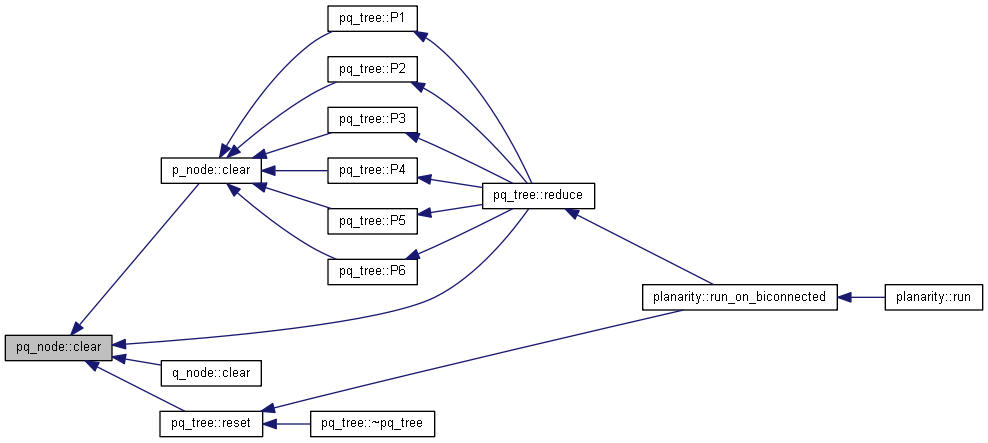 pq_tree::P1
pq_tree::P2
pq_tree::P3
p_node::clear
pq_tree::P4
pq_tree::reduce
pq_tree::P5
pq_tree::P6
planarity::run_on_biconnected
planarity::run
pq_node::clear
q_node::clear
pq_tree::reset
pq_tree::~pq_tree